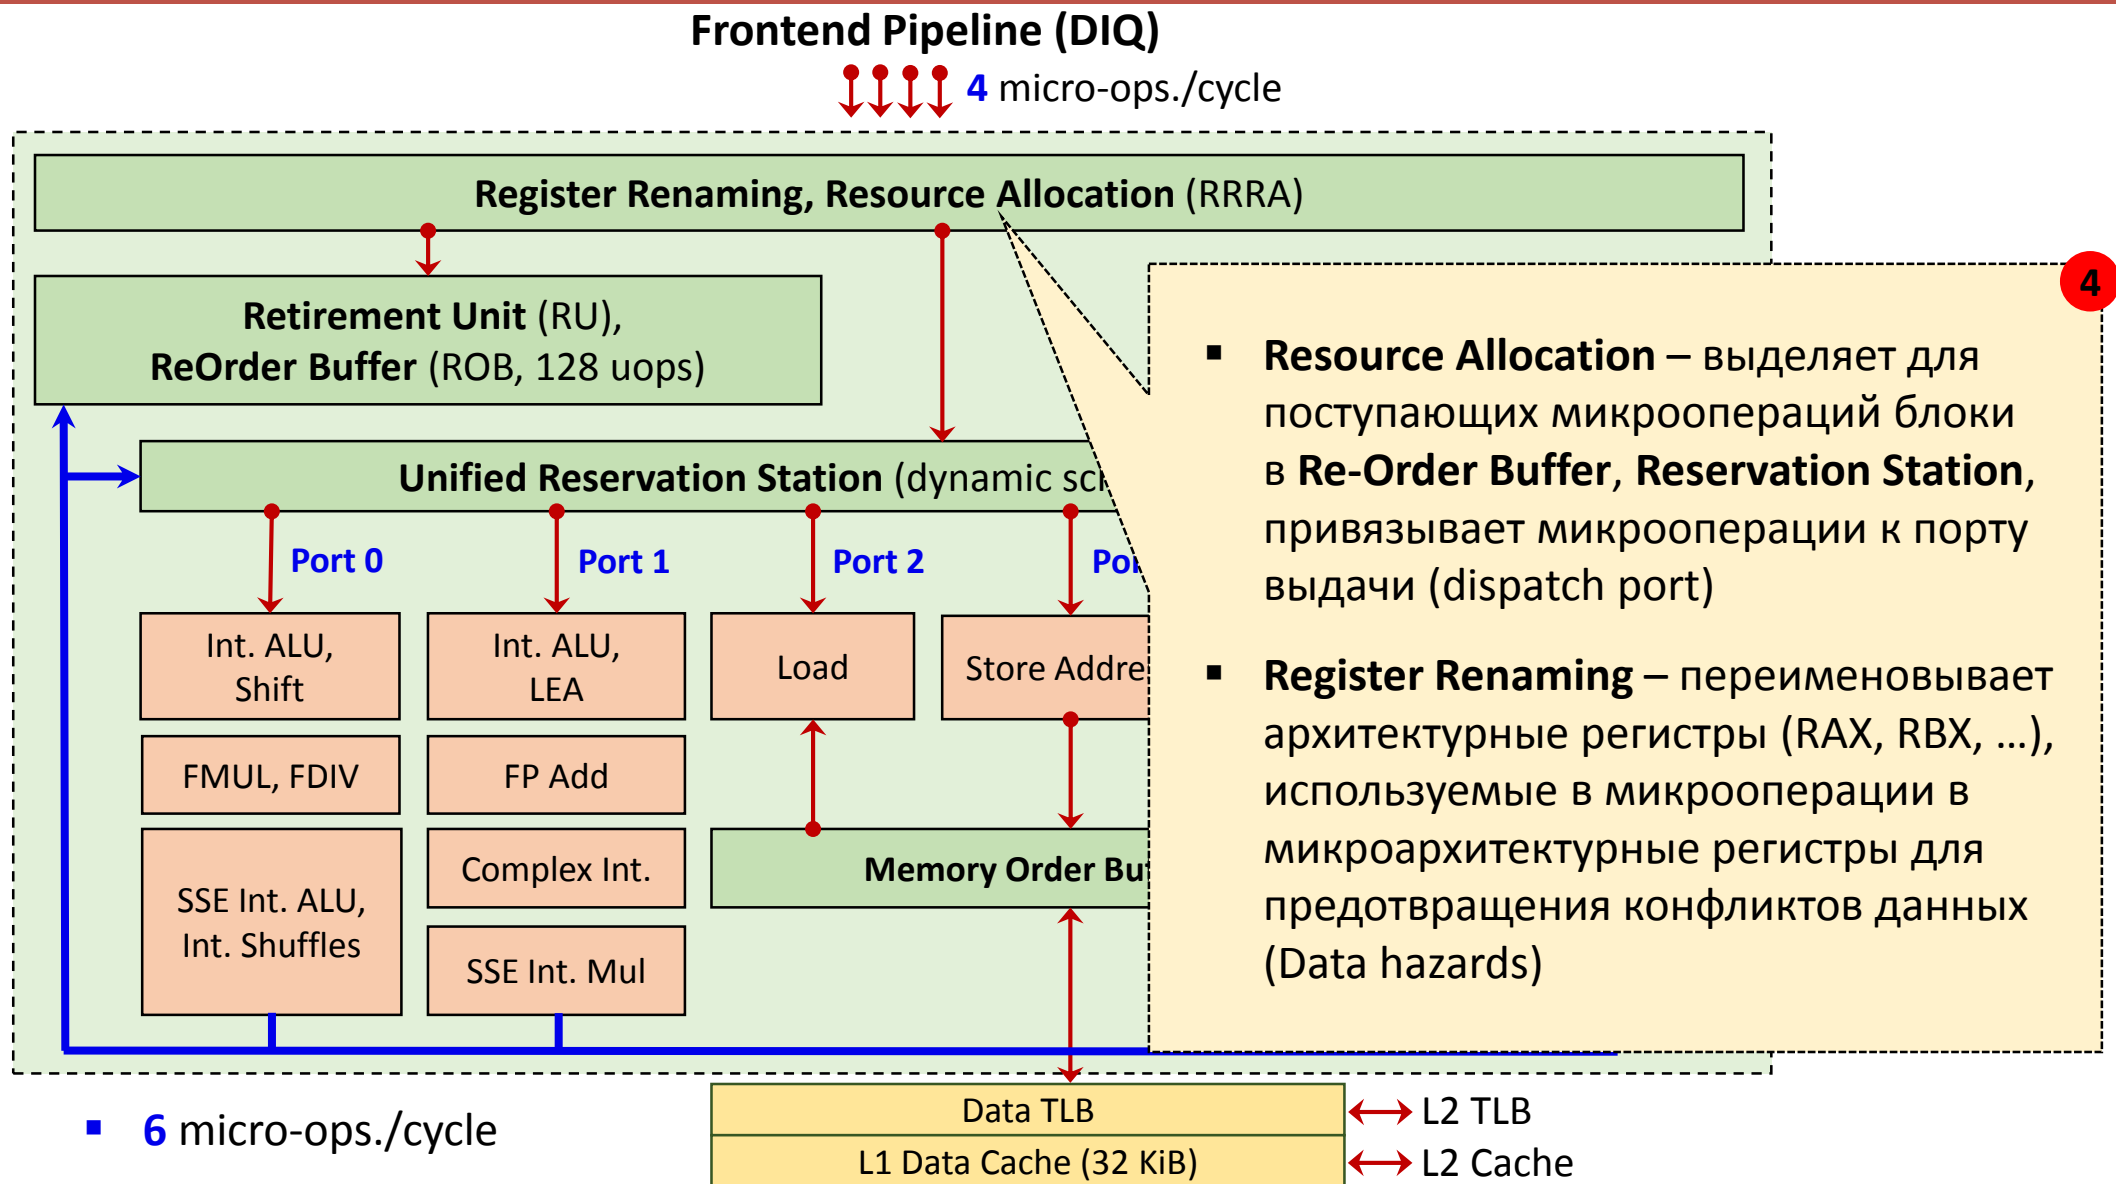 Frontend Pipeline (DIQ)
4 micro-ops./cycle
Register Renaming, Resource Allocation (RRRA)
Retirement Unit (RU),
ReOrder Buffer (ROB, 128 uops)
Unified Reservation Station (dynamic
Port 0
Port 1
Port 2
Int. ALU,
Shift
Int. ALU,
LEA
Load
Store
FMUL, FDIV
FP Add
SSE Int. ALU,
Int. Shuffles
Complex Int.
SSE Int. Mul
Memory Order
4
▪ Resource Allocation – выделяет для
поступающих микроопераций блоки
в Re-Order Buffer, Reservation Station,
привязывает микрооперации к порту
выдачи (dispatch port)
▪ Register Renaming – переименовывает
архитектурные регистры (RAX, RBX, …),
используемые в микрооперации в
микроархитектурные регистры для
предотвращения конфликтов данных
(Data hazards)
▪ 6 micro-ops./cycle
Data TLB
L2 TLB
L1 Data Cache (32 KiB)
L2 Cache